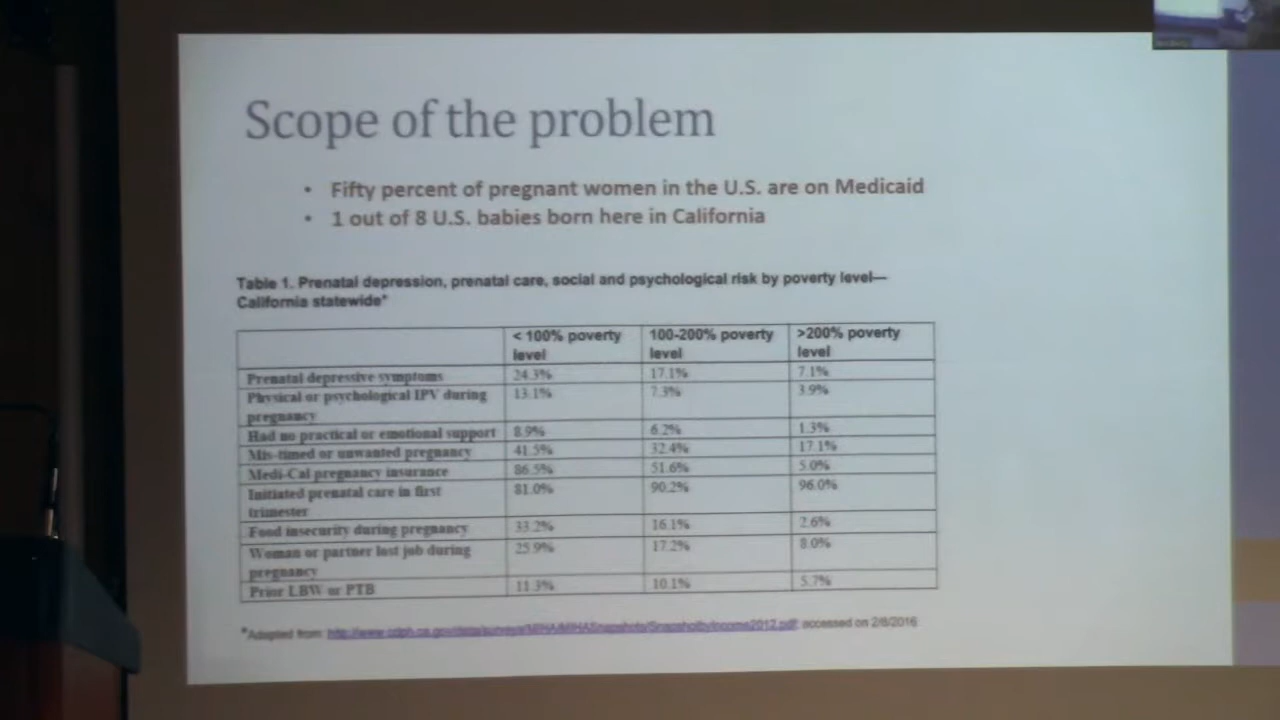 Scope of the problem
• Fifty percent of pregnant women in the U.S. are on Medicaid
• 1 out of 8 U.S. babies born here in California
Table 1. Prenatal depression, prenatal care, social and psychological risk by poverty level—
California statewide*
< 100% poverty level 100-200% poverty level >200% poverty level
Prenatal depressive symptoms 24.3% 17.1% 7.1%
Physical or psychological IPV during pregnancy 13.1% 7.3% 3.9%
Had no practical or emotional support 8.9% 6.2% 1.3%
Mis-timed or unwanted pregnancy 41.5% 32.4% 17.1%
Medi-Cal pregnancy insurance 86.5% 51.6% 5.0%
Initiated prenatal care in first trimester 81.0% 90.2% 96.0%
Food insecurity during pregnancy 33.2% 16.1% 2.6%
Woman or partner lost job during pregnancy 25.9% 17.2% 8.0%
Prior LBW or PTB 11.3% 10.1% 5.7%
*Adapted from: accessed on 2/8/2016